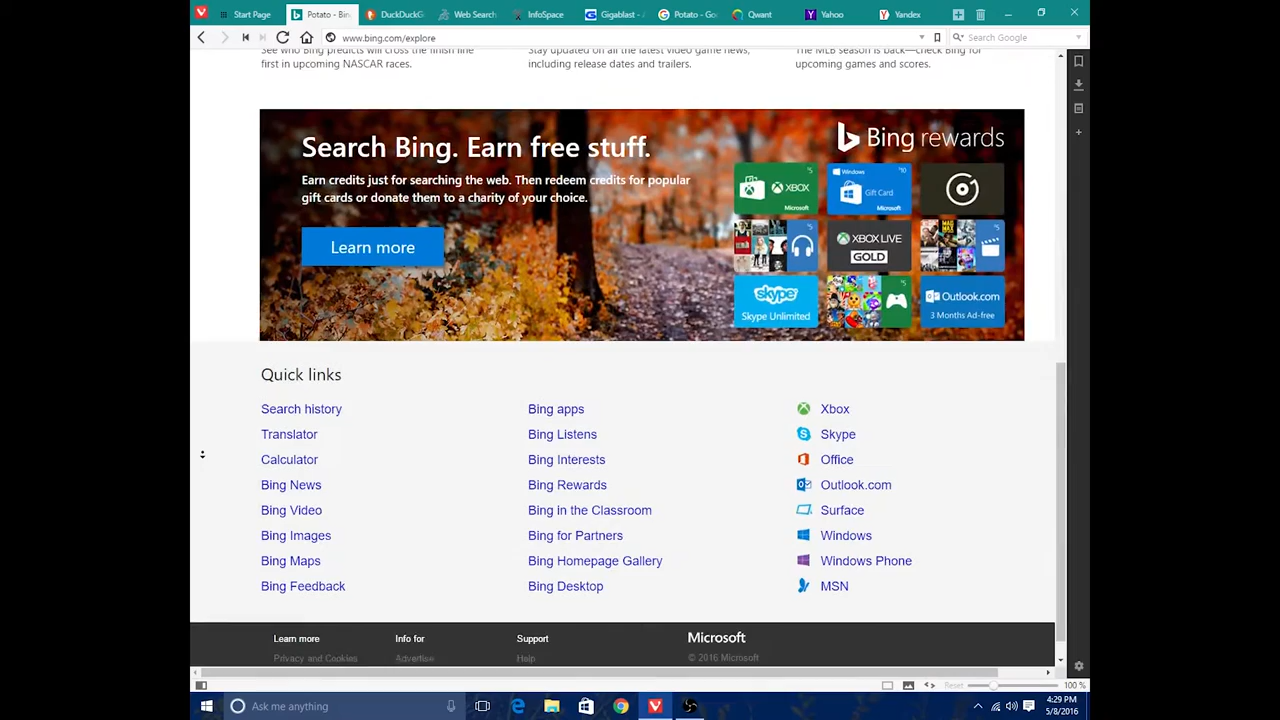 Start Page
Potato - Bin
DuckDuckG
Web Search
InfoSpace
Gigablast -
Potato - Go
Qwant
Yahoo
Yandex
www.bing.com/explore
Search Google
See who Bing predicts will cross the finish line
first in upcoming NASCAR races.
Stay updated on all the latest video game news,
including release dates and trailers.
The MLB season is back—check Bing for
upcoming games and scores.
Search Bing. Earn free stuff.
Earn credits just for searching the web. Then redeem credits for popular
gift cards or donate them to a charity of your choice.
Learn more
Bing rewards
XBOX
Microsoft
Windows
Gift Card
Microsoft
XBOX LIVE
GOLD
skype
Skype Unlimited
Outlook.com
3 Months Ad-free
Quick links
Search history
Translator
Calculator
Bing News
Bing Video
Bing Images
Bing Maps
Bing Feedback
Bing apps
Bing Listens
Bing Interests
Bing Rewards
Bing in the Classroom
Bing for Partners
Bing Homepage Gallery
Bing Desktop
Xbox
Skype
Office
Outlook.com
Surface
Windows
Windows Phone
MSN
Learn more
Privacy and Cookies
Info for
Advertise
Support
Help
Microsoft
© 2016 Microsoft
Reset
100 %
Ask me anything
4:29 PM
5/8/2016